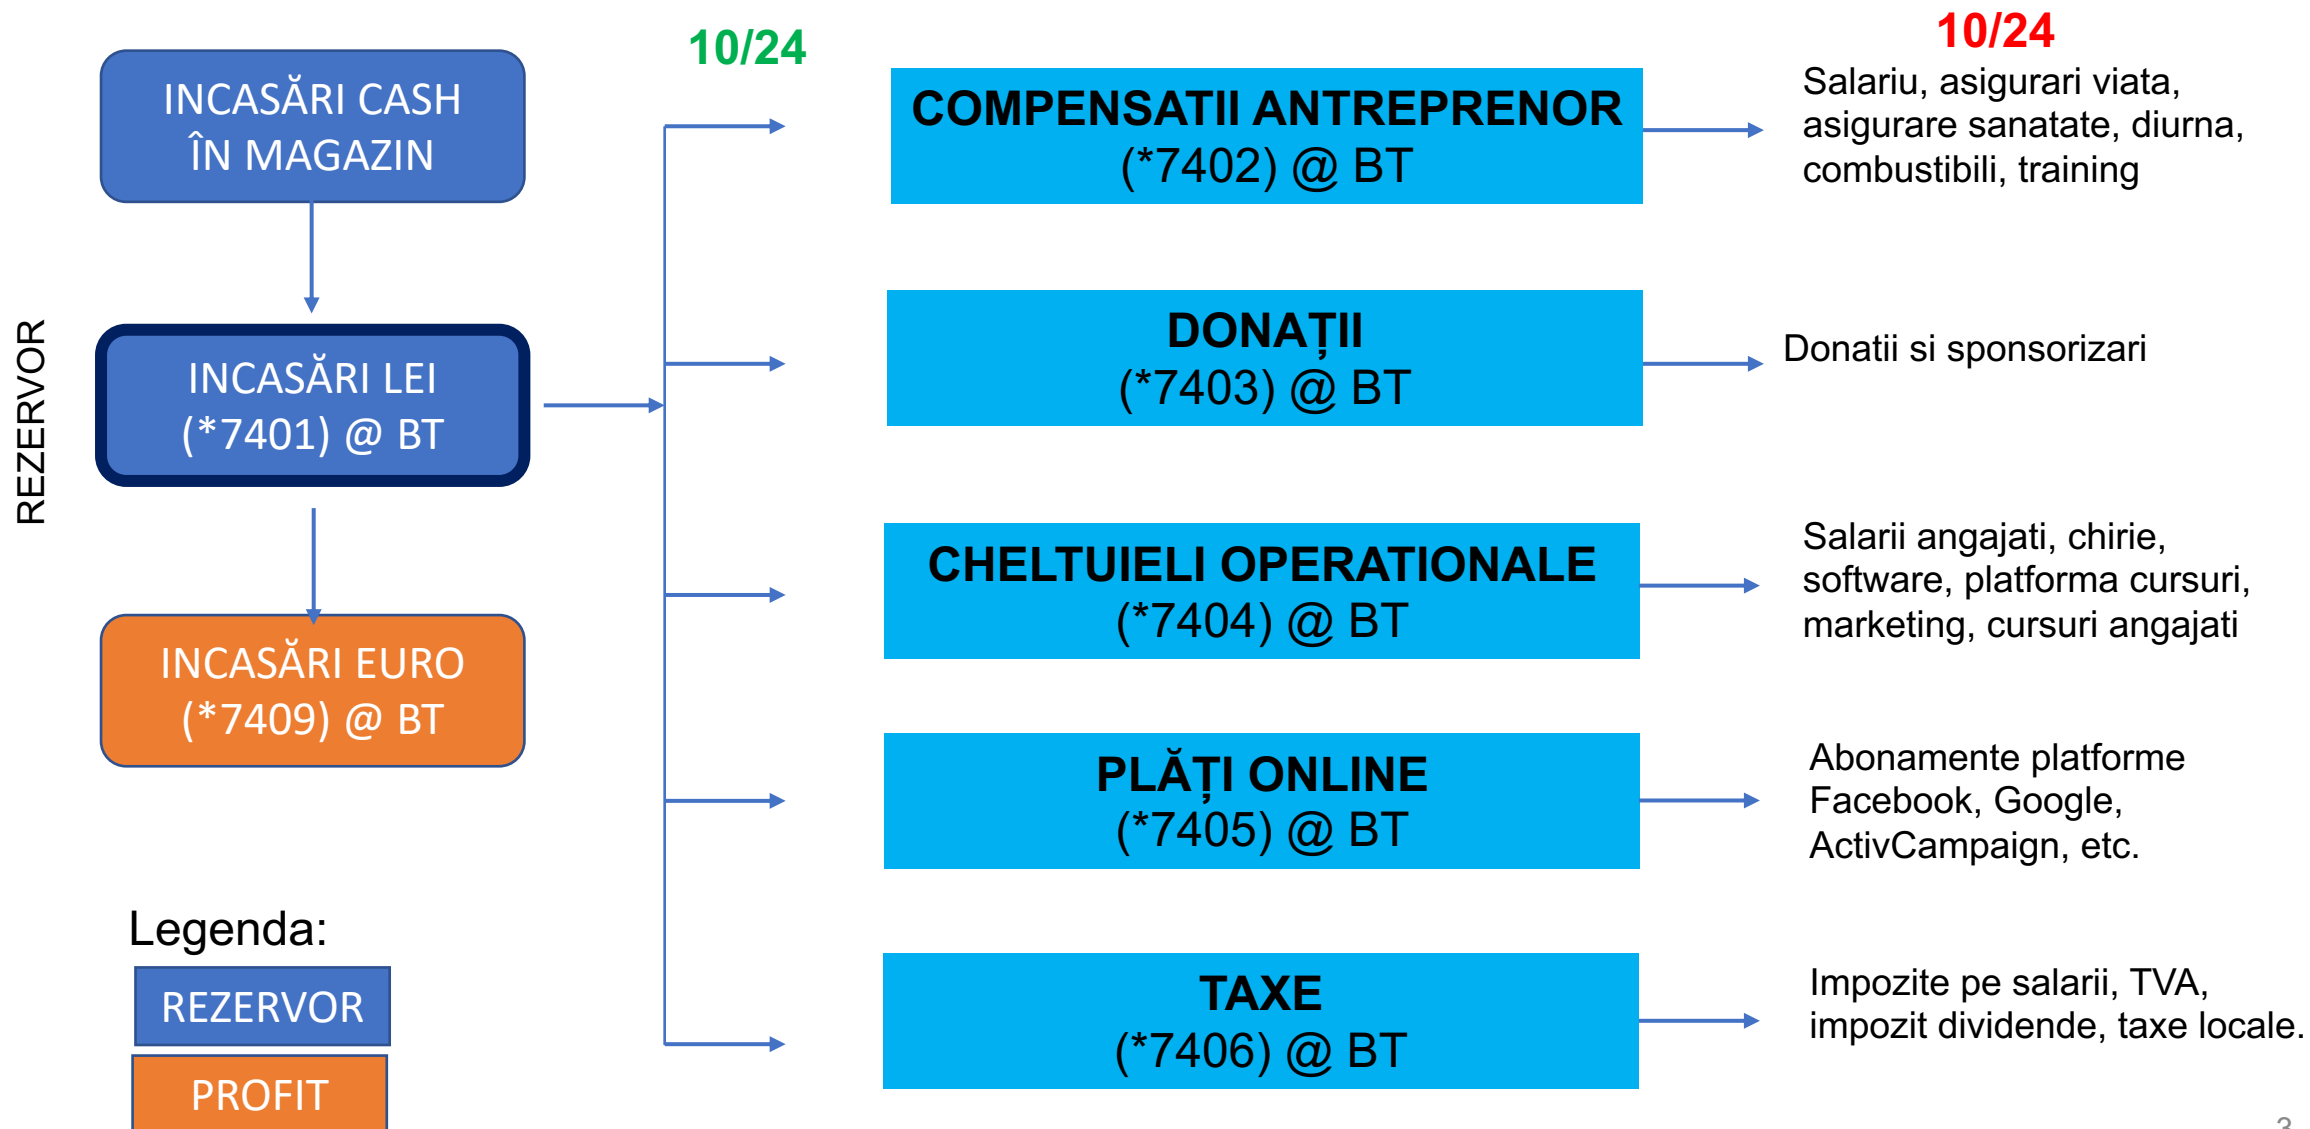 10/24
10/24
INCASĂRI CASH
ÎN MAGAZIN
REZERVOR
INCASĂRI LEI
(*7401) @ BT
INCASĂRI EURO
(*7409) @ BT
Legenda:
REZERVOR
PROFIT
COMPENSATII ANTREPRENOR
(*7402) @ BT
Salariu, asigurari viata,
asigurare sanatate, diurna,
combustibili, training
DONAȚII
(*7403) @ BT
Donatii si sponsorizari
CHELTUIELI OPERATIONALE
(*7404) @ BT
Salarii angajati, chirie,
software, platforma cursuri,
marketing, cursuri angajati
PLĂȚI ONLINE
(*7405) @ BT
Abonamente platforme
Facebook, Google,
ActivCampaign, etc.
TAXE
(*7406) @ BT
Impozite pe salarii, TVA,
impozit dividende, taxe locale.
3